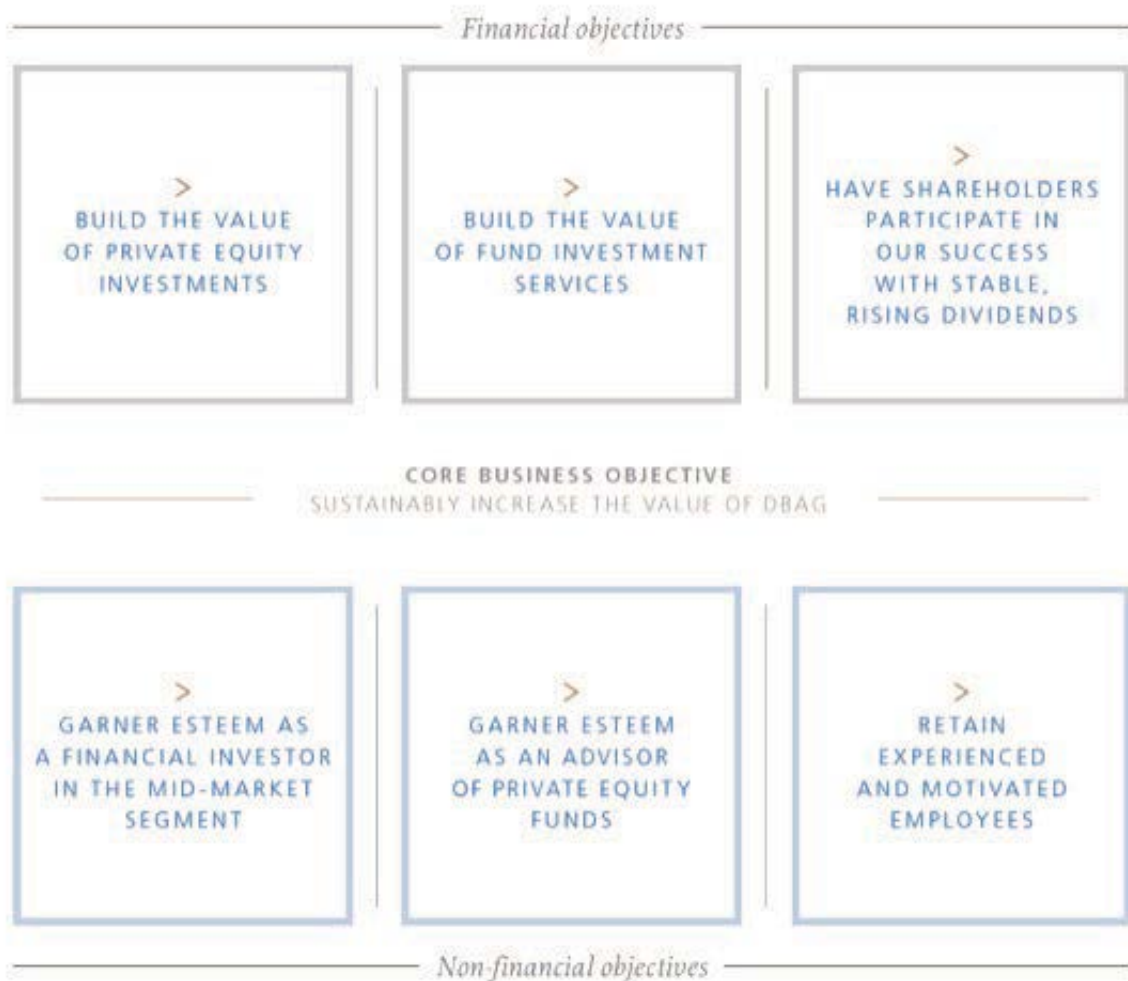 Financial objectives
>
BUILD THE VALUE
OF PRIVATE EQUITY
INVESTMENTS
>
BUILD THE VALUE
OF FUND INVESTMENT
SERVICES
>
HAVE SHAREHOLDERS
PARTICIPATE IN
OUR SUCCESS
WITH STABLE,
RISING DIVIDENDS
CORE BUSINESS OBJECTIVE
SUSTAINABLY INCREASE THE VALUE OF DBAG
>
GARNER ESTEEM AS
A FINANCIAL INVESTOR
IN THE MID-MARKET
SEGMENT
>
GARNER ESTEEM
AS AN ADVISOR
OF PRIVATE EQUITY
FUNDS
>
RETAIN
EXPERIENCED
AND MOTIVATED
EMPLOYEES
Non-financial objectives